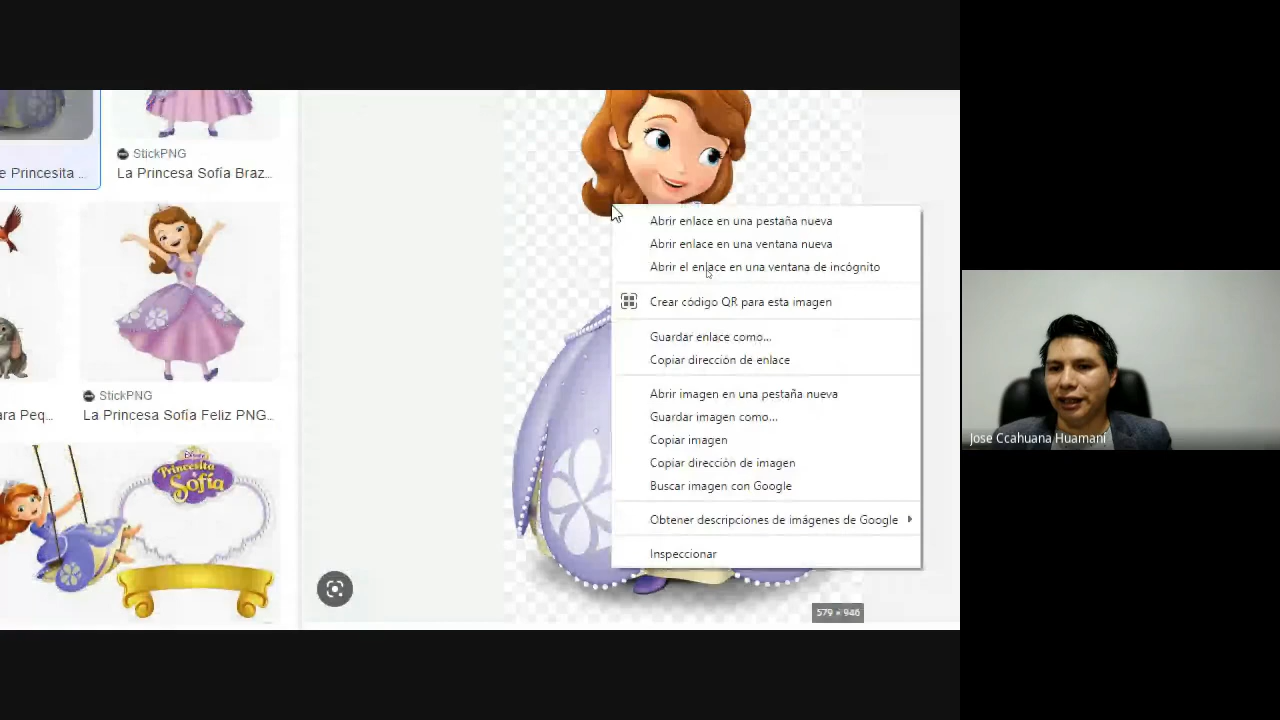 StickPNG
e Princesita ...
La Princesa Sofía Braz...
StickPNG
ara Peq...
La Princesa Sofía Feliz PNG...
Disney
Princesita
Sofía
Abrir enlace en una pestaña nueva
Abrir enlace en una ventana nueva
Abrir el enlace en una ventana de incógnito
Crear código QR para esta imagen
Guardar enlace como...
Copiar dirección de enlace
Abrir imagen en una pestaña nueva
Guardar imagen como...
Copiar imagen
Copiar dirección de imagen
Buscar imagen con Google
Obtener descripciones de imágenes de Google
Inspeccionar
579 × 946
Jose Ccahuana Huamaní